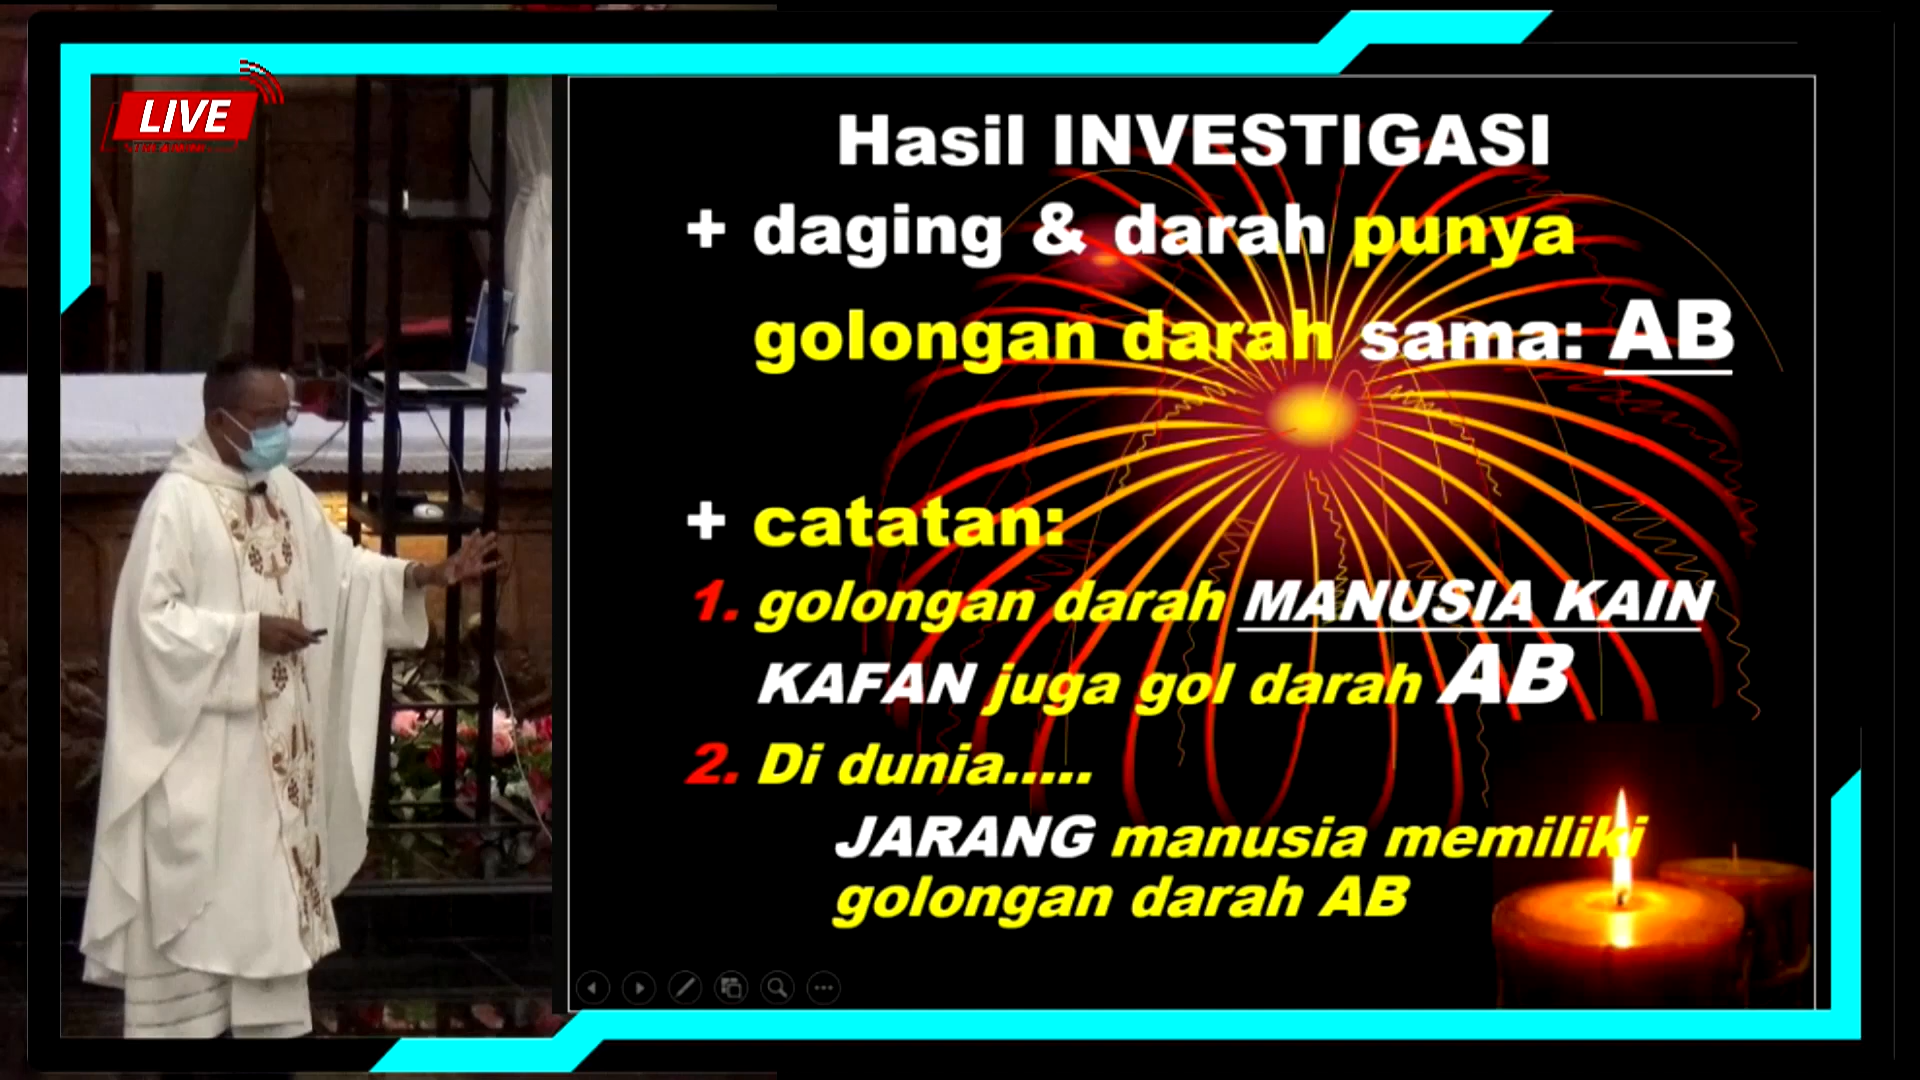 LIVE
STREAMING
Hasil INVESTIGASI
+ daging & darah punya
golongan darah sama: AB
+ catatan:
1. golongan darah MANUSIA KAIN
KAFAN juga gol darah AB
2. Di dunia.....
JARANG manusia memiliki
golongan darah AB